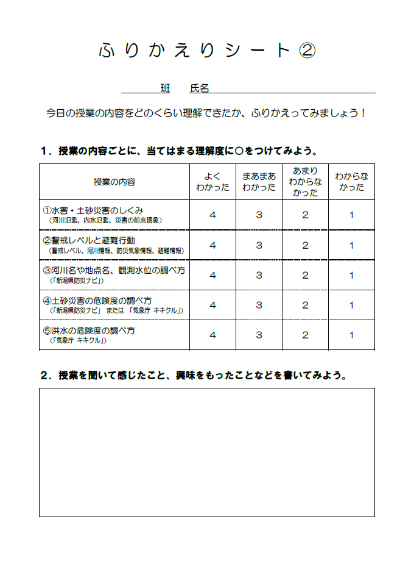 ふりかえりシート②
班 氏名
今日の授業の内容をどのくらい理解できたか、ふりかえってみましょう！
１．授業の内容ごとに、当てはまる理解度に○をつけてみよう。
授業の内容
よく
わかった
まあまあ
わかった
あまり
わからな
かった
わからな
かった
①水害・土砂災害のしくみ
（河川氾濫、内水氾濫、災害の前兆現象）
4 3 2 1
②警戒レベルと避難行動
（警戒レベル、河川情報、防災気象情報、避難情報）
4 3 2 1
③河川名や地点名、観測水位の調べ方
（「新潟県防災ナビ」）
4 3 2 1
④土砂災害の危険度の調べ方
（「新潟県防災ナビ」 または 「気象庁 キキクル」）
4 3 2 1
⑤洪水の危険度の調べ方
（「気象庁 キキクル」）
4 3 2 1
２．授業を聞いて感じたこと、興味をもったことなどを書いてみよう。